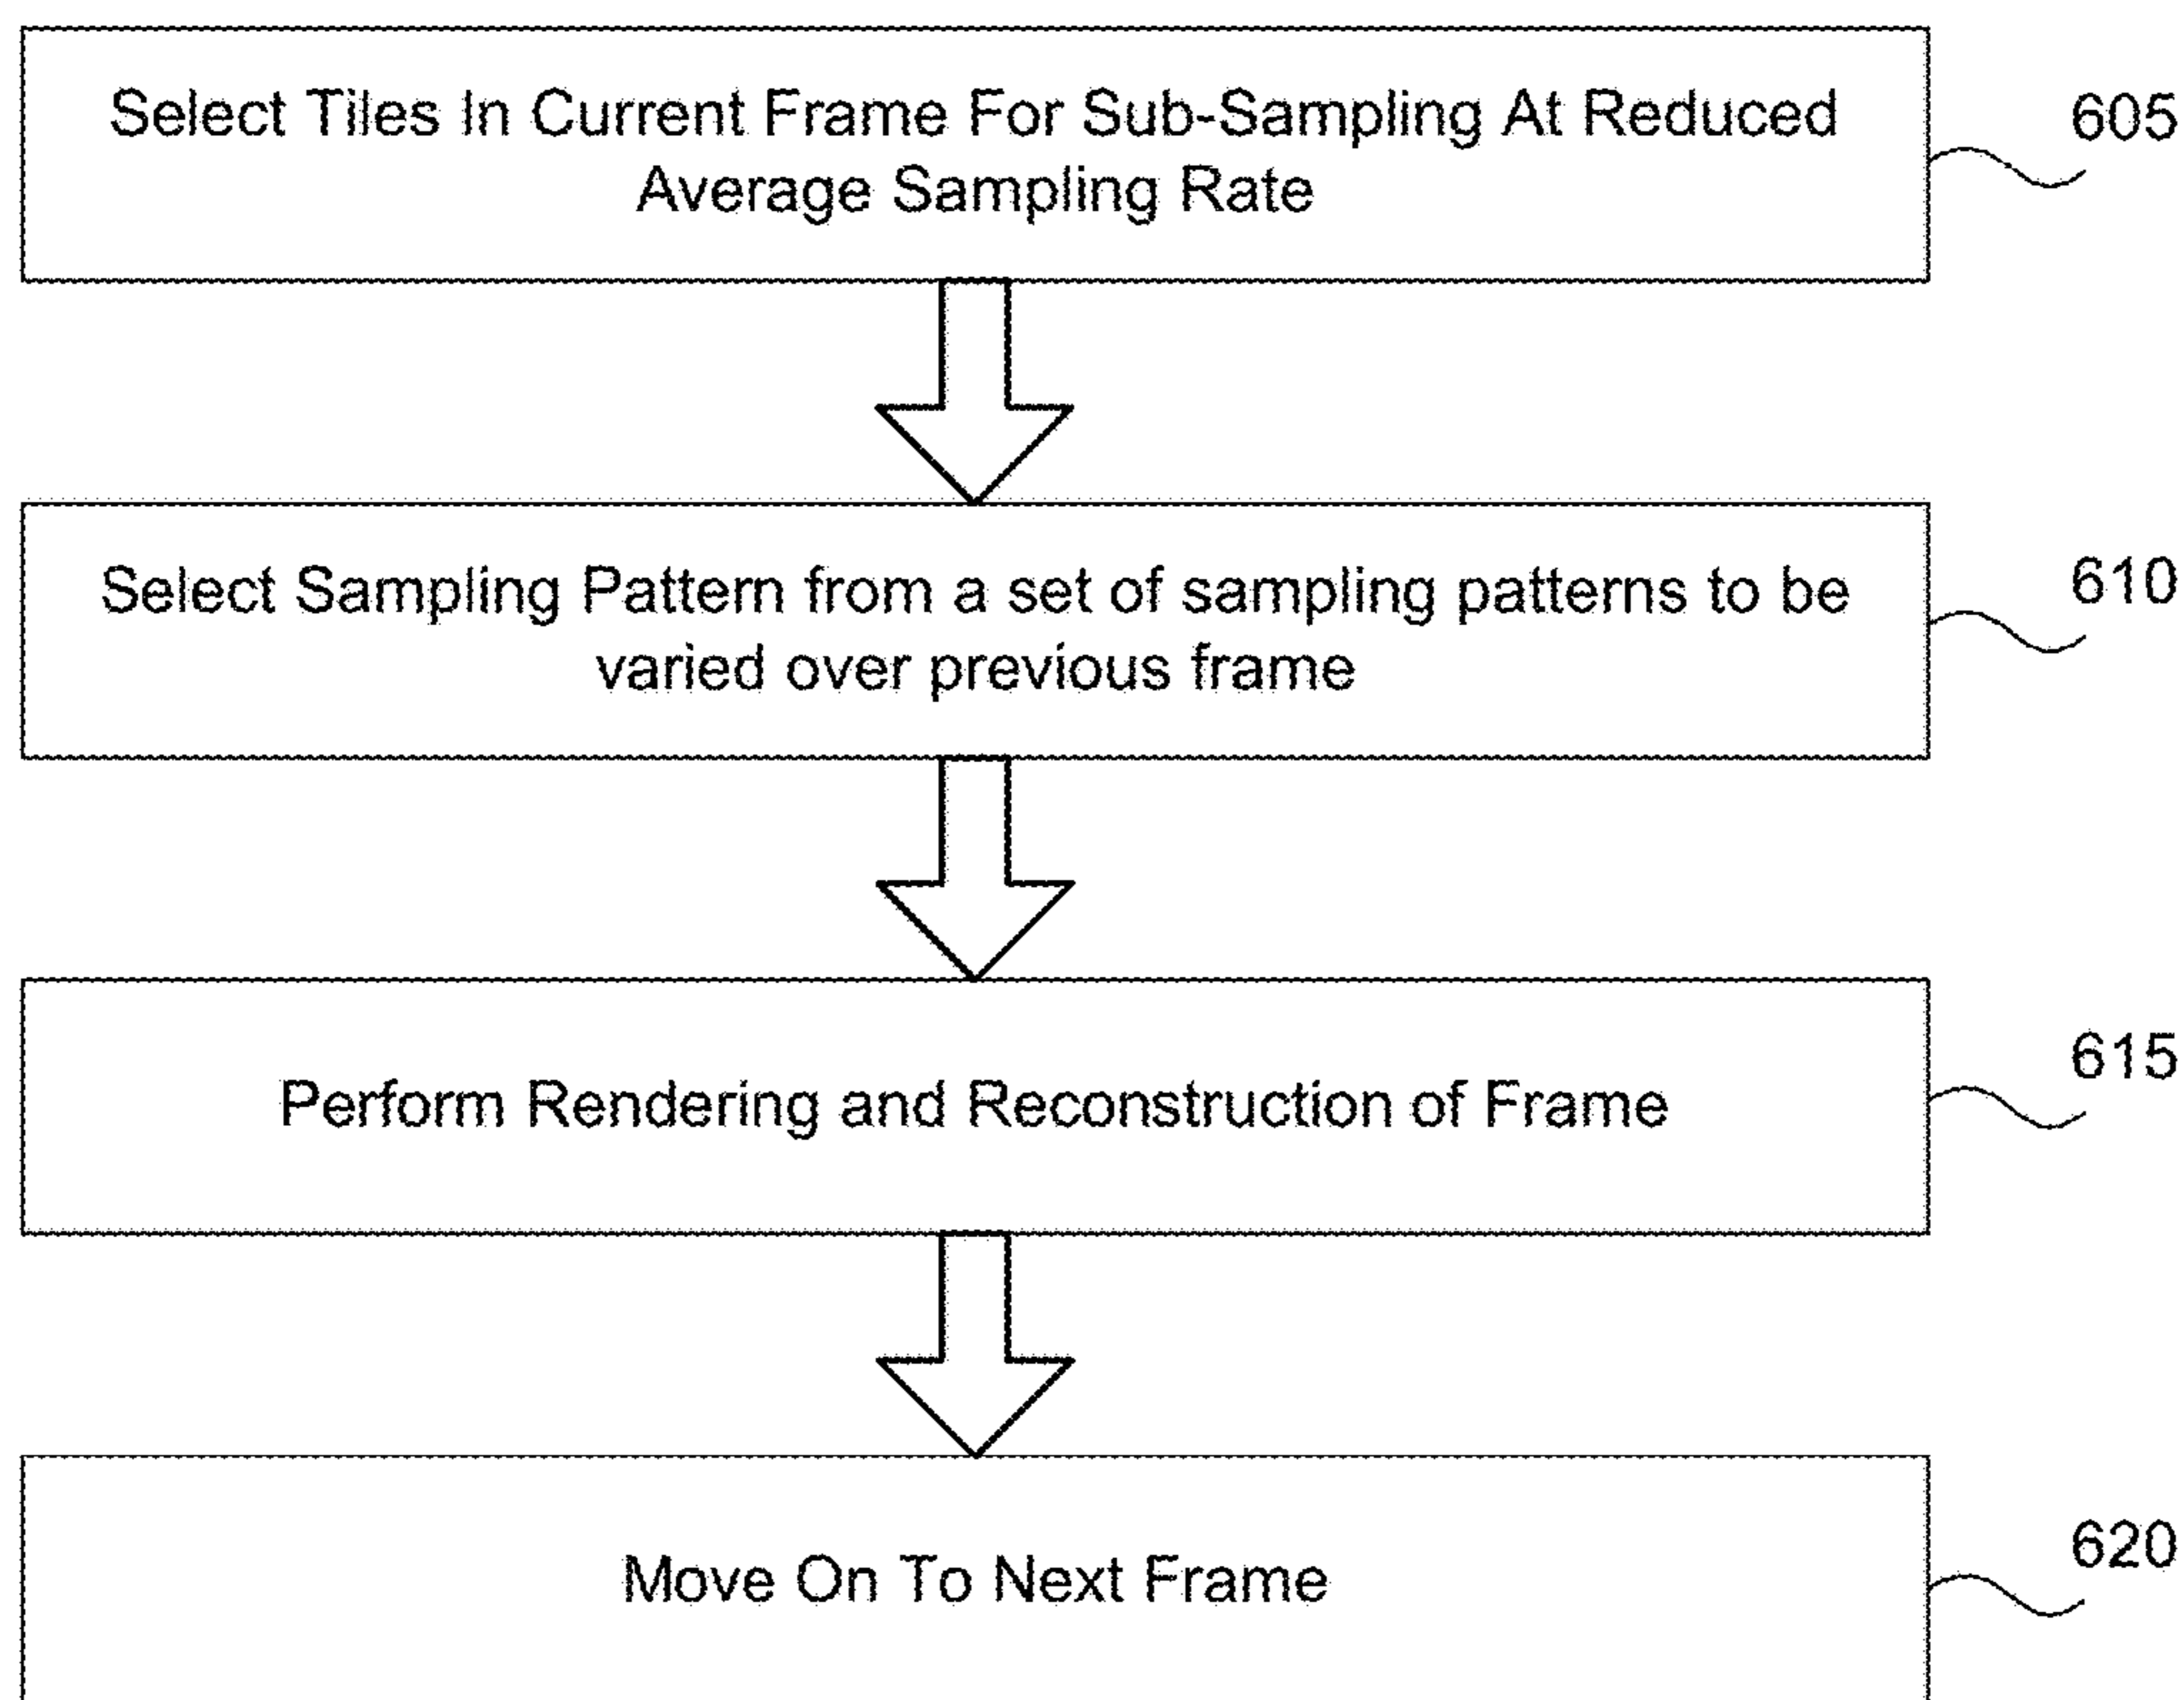 Select Tiles In Current Frame For Sub-Sampling At Reduced
Average Sampling Rate
605
Select Sampling Pattern from a set of sampling patterns to be
varied over previous frame
610
Perform Rendering and Reconstruction of Frame
615
Move On To Next Frame
620